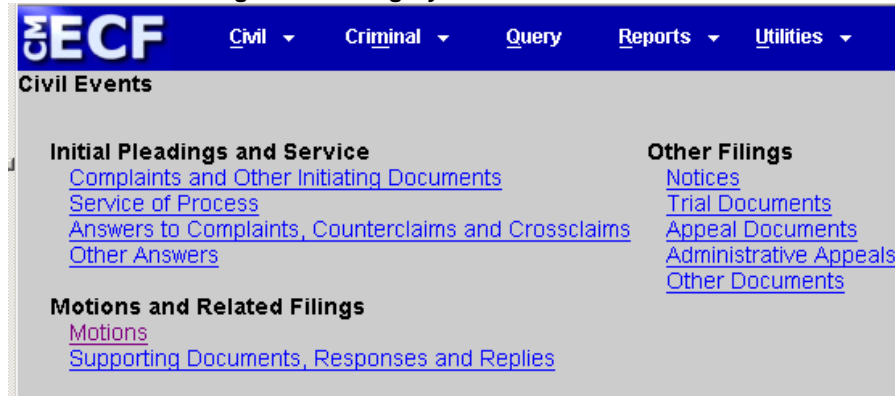 CM ECF Civil Criminal Query Reports Utilities
Civil Events
Initial Pleadings and Service
Complaints and Other Initiating Documents
Service of Process
Answers to Complaints, Counterclaims and Crossclaims
Other Answers
Motions and Related Filings
Motions
Supporting Documents, Responses and Replies
Other Filings
Notices
Trial Documents
Appeal Documents
Administrative Appeals
Other Documents